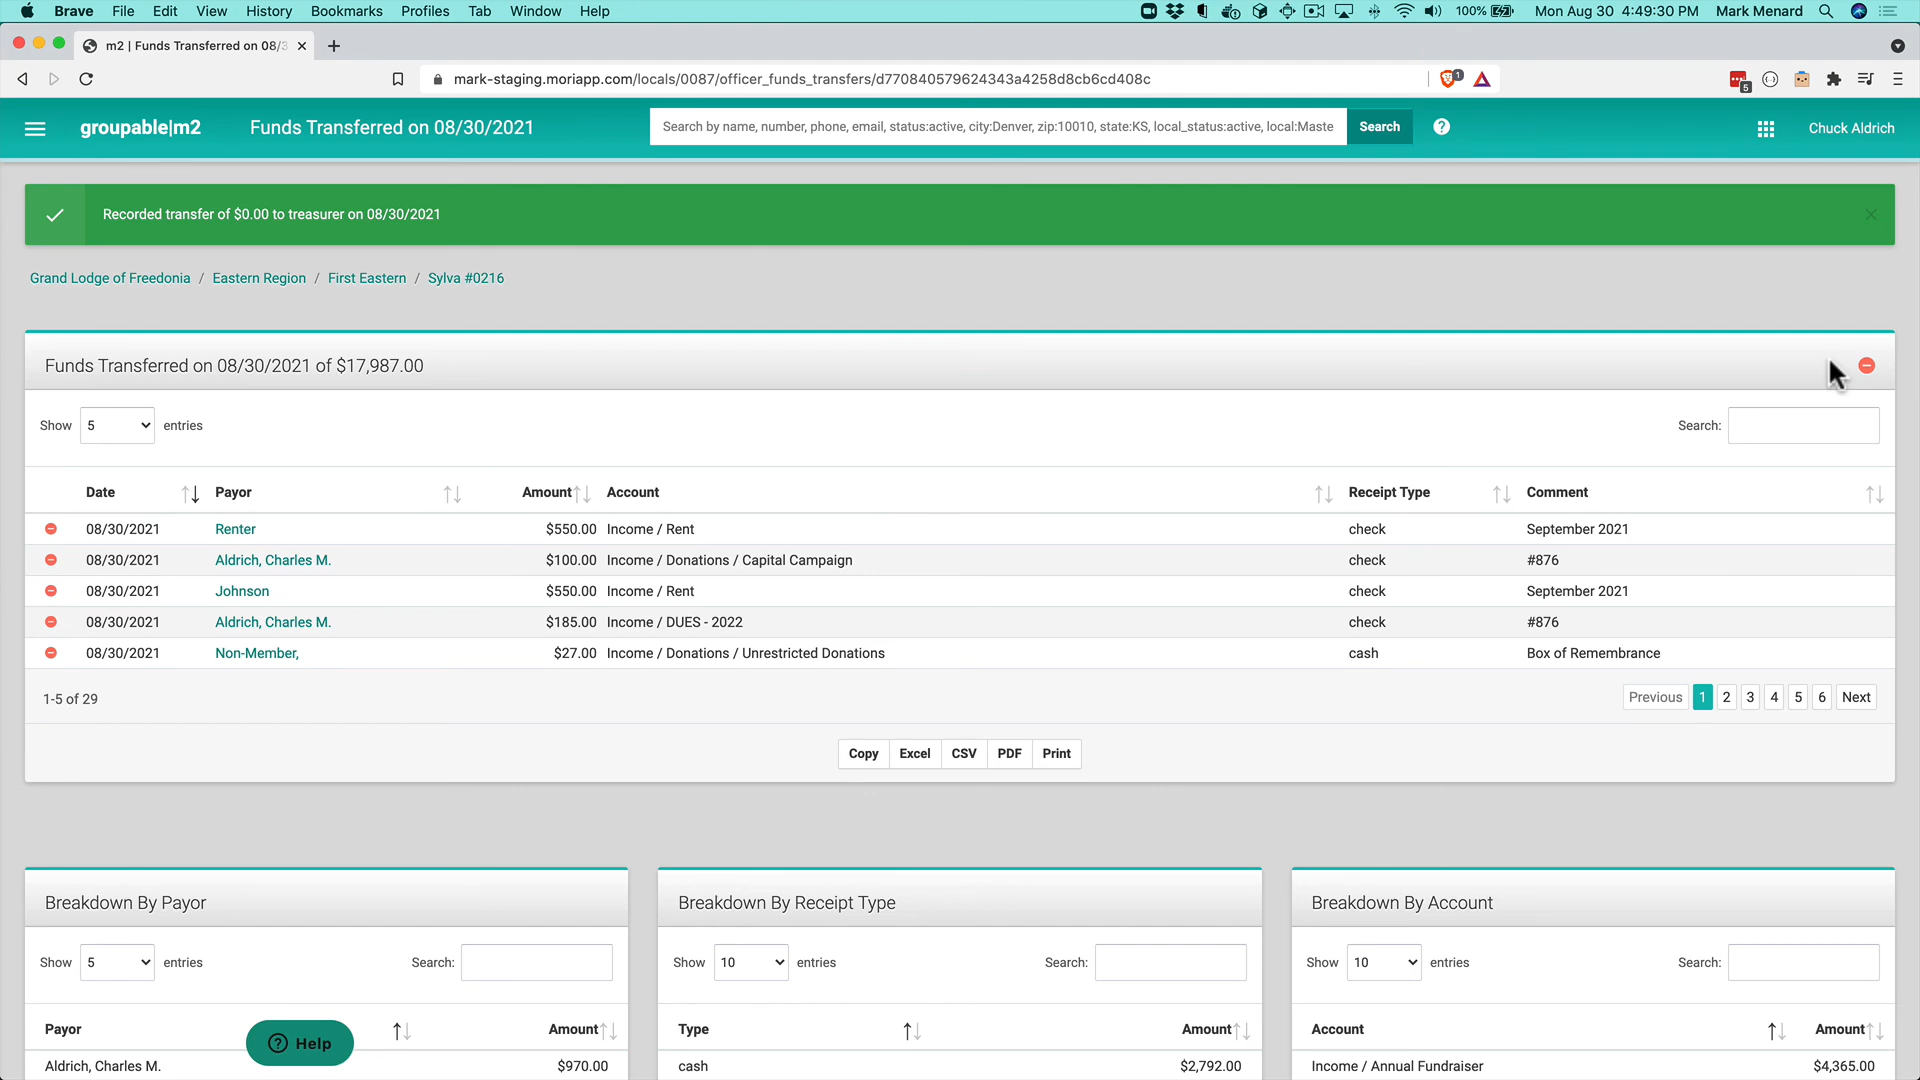 Brave File Edit View History Bookmarks Profiles Tab Window Help 100% Mon Aug 30 4:49:30 PM Mark Menard
m2 | Funds Transferred on 08/3
mark-staging.moriapp.com/locals/0087/officer_funds_transfers/d770840579624343a4258d8cb6cd408c 1 5
groupable|m2 Funds Transferred on 08/30/2021 Search by name, number, phone, email, status:active, city:Denver, zip:10010, state:KS, local_status:active, local:Maste Search ? Chuck Aldrich
Recorded transfer of $0.00 to treasurer on 08/30/2021
Grand Lodge of Freedonia / Eastern Region / First Eastern / Sylva #0216
Funds Transferred on 08/30/2021 of $17,987.00
Show 5 entries Search:
Date Payor Amount Account Receipt Type Comment
08/30/2021 Renter $550.00 Income / Rent check September 2021
08/30/2021 Aldrich, Charles M. $100.00 Income / Donations / Capital Campaign check #876
08/30/2021 Johnson $550.00 Income / Rent check September 2021
08/30/2021 Aldrich, Charles M. $185.00 Income / DUES - 2022 check #876
08/30/2021 Non-Member, $27.00 Income / Donations / Unrestricted Donations cash Box of Remembrance
1-5 of 29 Previous 1 2 3 4 5 6 Next
Copy Excel CSV PDF Print
Breakdown By Payor Breakdown By Receipt Type Breakdown By Account
Show 5 entries Search: Show 10 entries Search: Show 10 entries Search:
Payor Amount Type Amount Account Amount
? Help
Aldrich, Charles M. $970.00 cash $2,792.00 Income / Annual Fundraiser $4,365.00